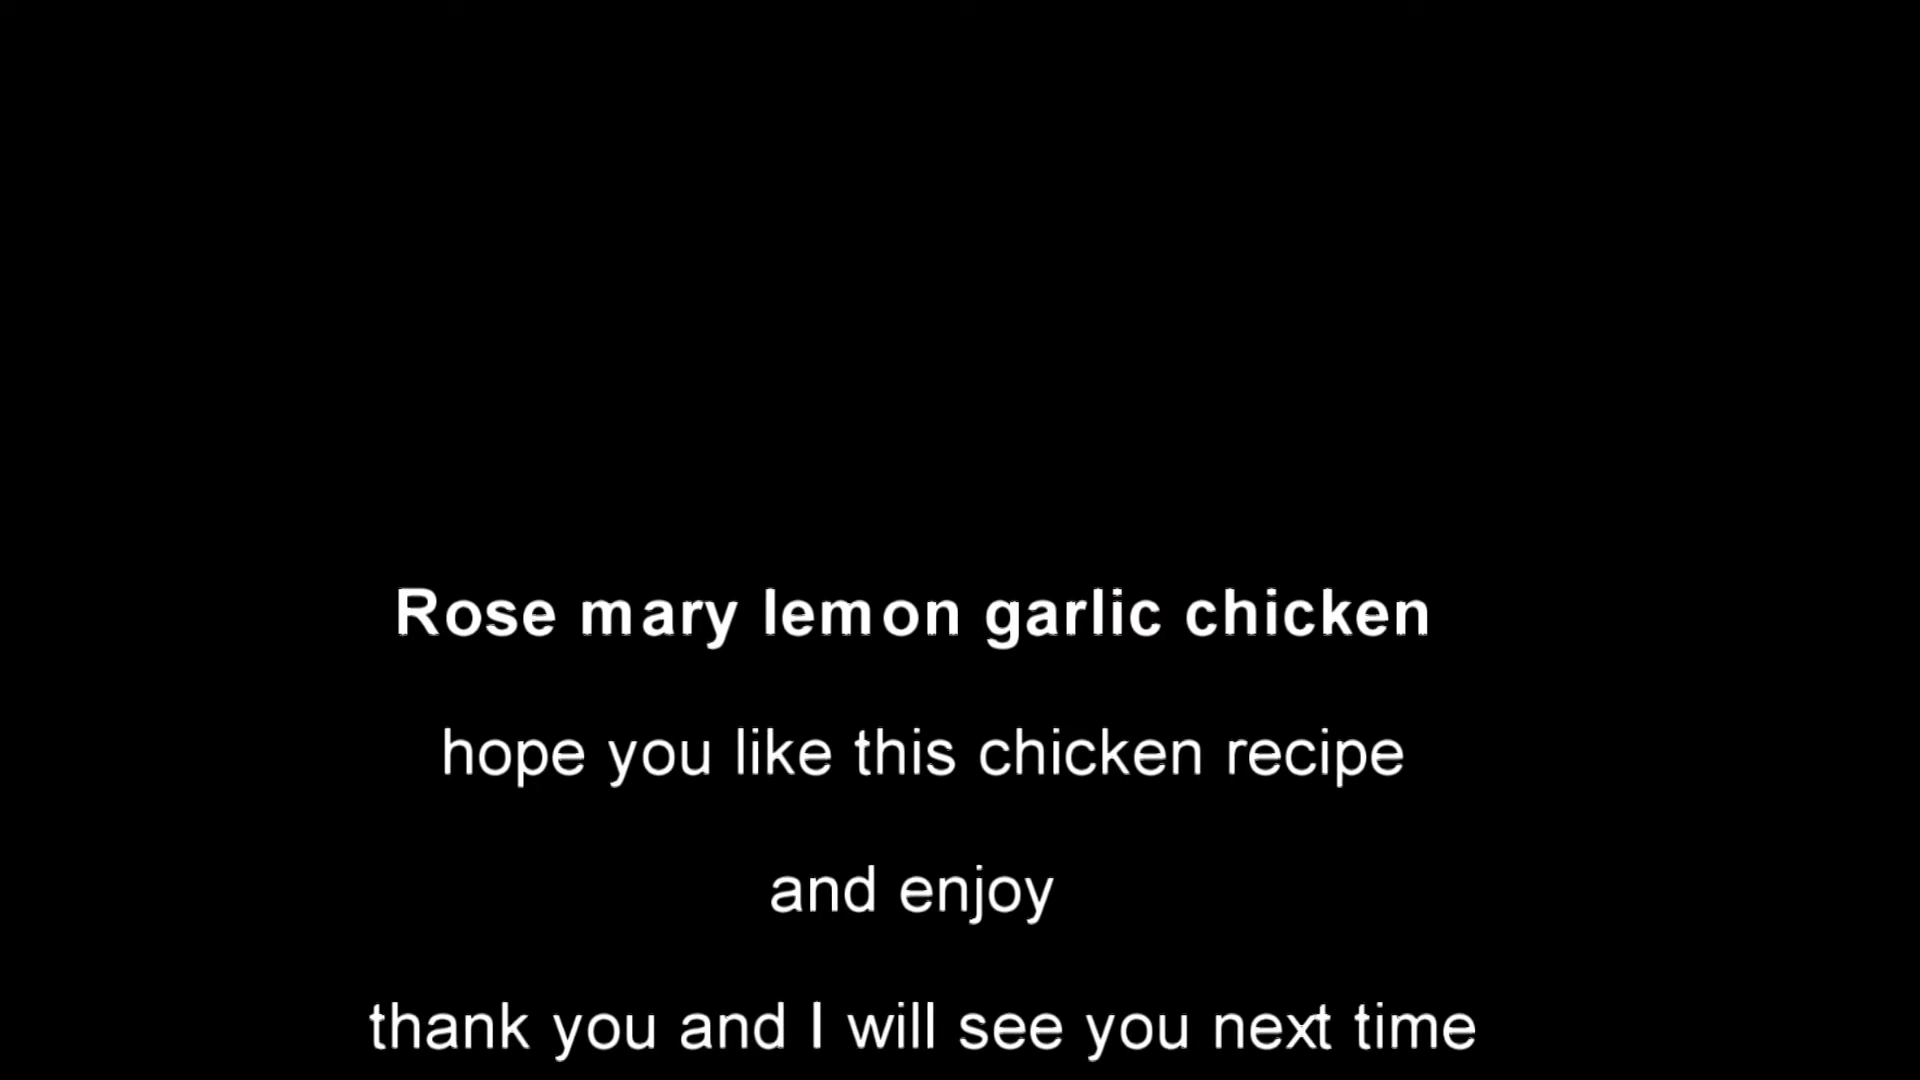 Rose mary lemon garlic chicken
hope you like this chicken recipe
and enjoy
thank you and I will see you next time